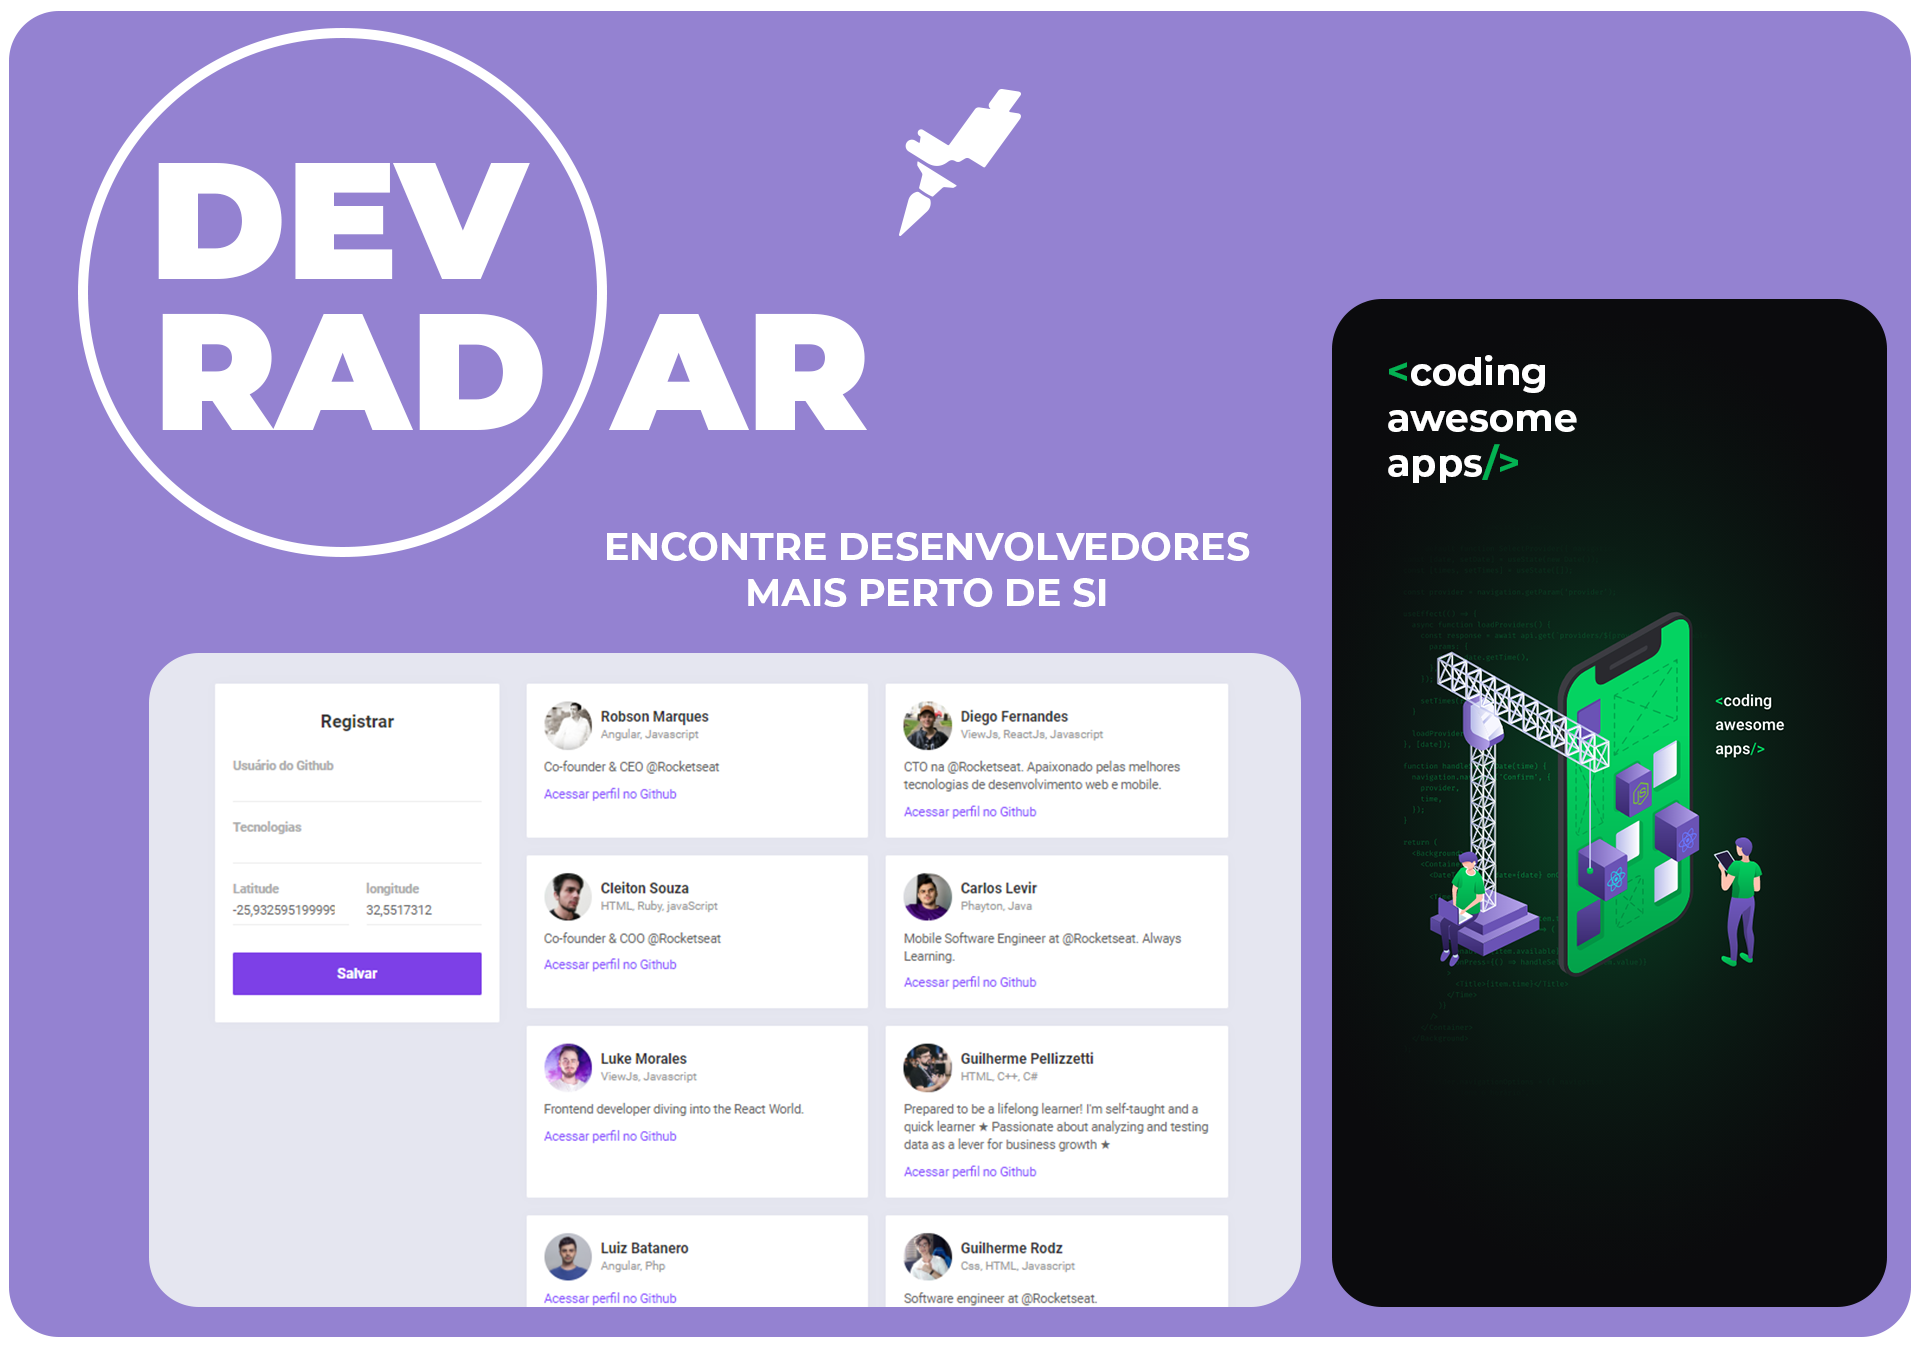 DEV
RAD AR
ENCONTRE DESENVOLVEDORES
MAIS PERTO DE SI
<coding
awesome
apps/>
Registrar
Usuário do Github
Tecnologias
Latitude longitude
-25,932595199999 32,5517312
Salvar
Robson Marques
Angular, Javascript
Co-founder & CEO @Rocketseat
Acessar perfil no Github
Diego Fernandes
ViewJs, ReactJs, Javascript
CTO na @Rocketseat. Apaixonado pelas melhores
tecnologias de desenvolvimento web e mobile.
Acessar perfil no Github
Cleiton Souza
HTML, Ruby, javaScript
Co-founder & COO @Rocketseat
Acessar perfil no Github
Carlos Levir
Phayton, Java
Mobile Software Engineer at @Rocketseat. Always
Learning.
Acessar perfil no Github
Luke Morales
ViewJs, Javascript
Frontend developer diving into the React World.
Acessar perfil no Github
Guilherme Pellizzetti
HTML, C++, C#
Prepared to be a lifelong learner! I'm self-taught and a
quick learner ★ Passionate about analyzing and testing
data as a lever for business growth ★
Acessar perfil no Github
Luiz Batanero
Angular, Php
Acessar perfil no Github
Guilherme Rodz
Css, HTML, Javascript
Software engineer at @Rocketseat.
<coding
awesome
apps/>
JS
function
return (
provider,
time,
});
}